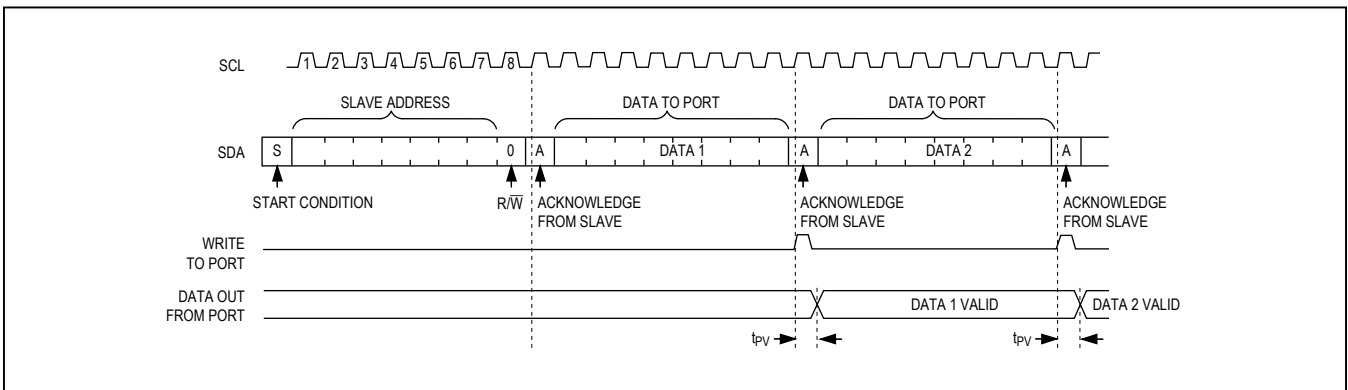 SCL
1 2 3 4 5 6 7 8
SLAVE ADDRESS DATA TO PORT DATA TO PORT
SDA S 0 A DATA 1 A DATA 2 A
START CONDITION R/W̅ ACKNOWLEDGE FROM SLAVE ACKNOWLEDGE FROM SLAVE ACKNOWLEDGE FROM SLAVE
WRITE
TO PORT
DATA OUT
FROM PORT
DATA 1 VALID DATA 2 VALID
tPV tPV